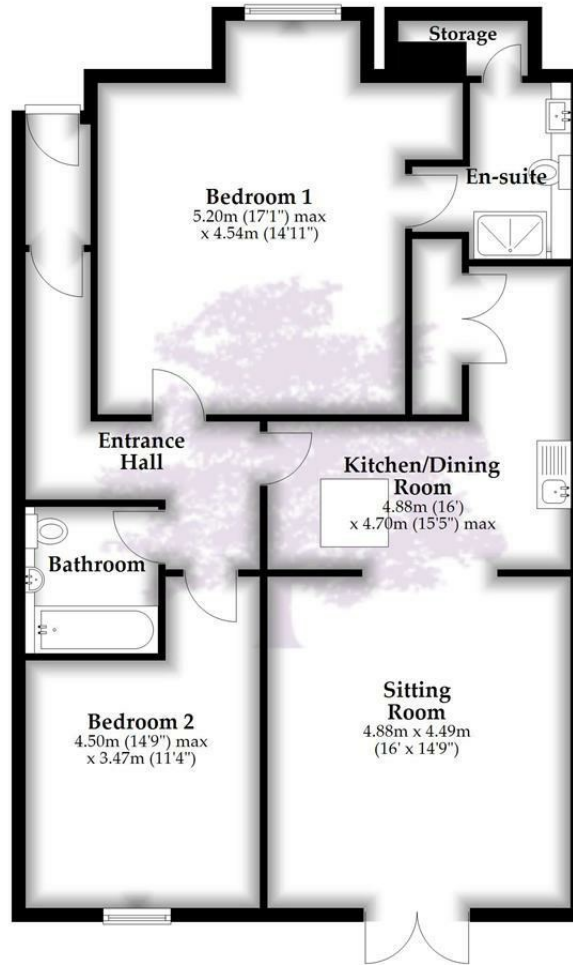 Storage
En-suite
Bedroom 1
5.20m (17'1") max
x 4.54m (14'11")
Entrance
Hall
Kitchen/Dining
Room
4.88m (16')
x 4.70m (15'5") max
Bathroom
Bedroom 2
4.50m (14'9") max
x 3.47m (11'4")
Sitting
Room
4.88m x 4.49m
(16' x 14'9")